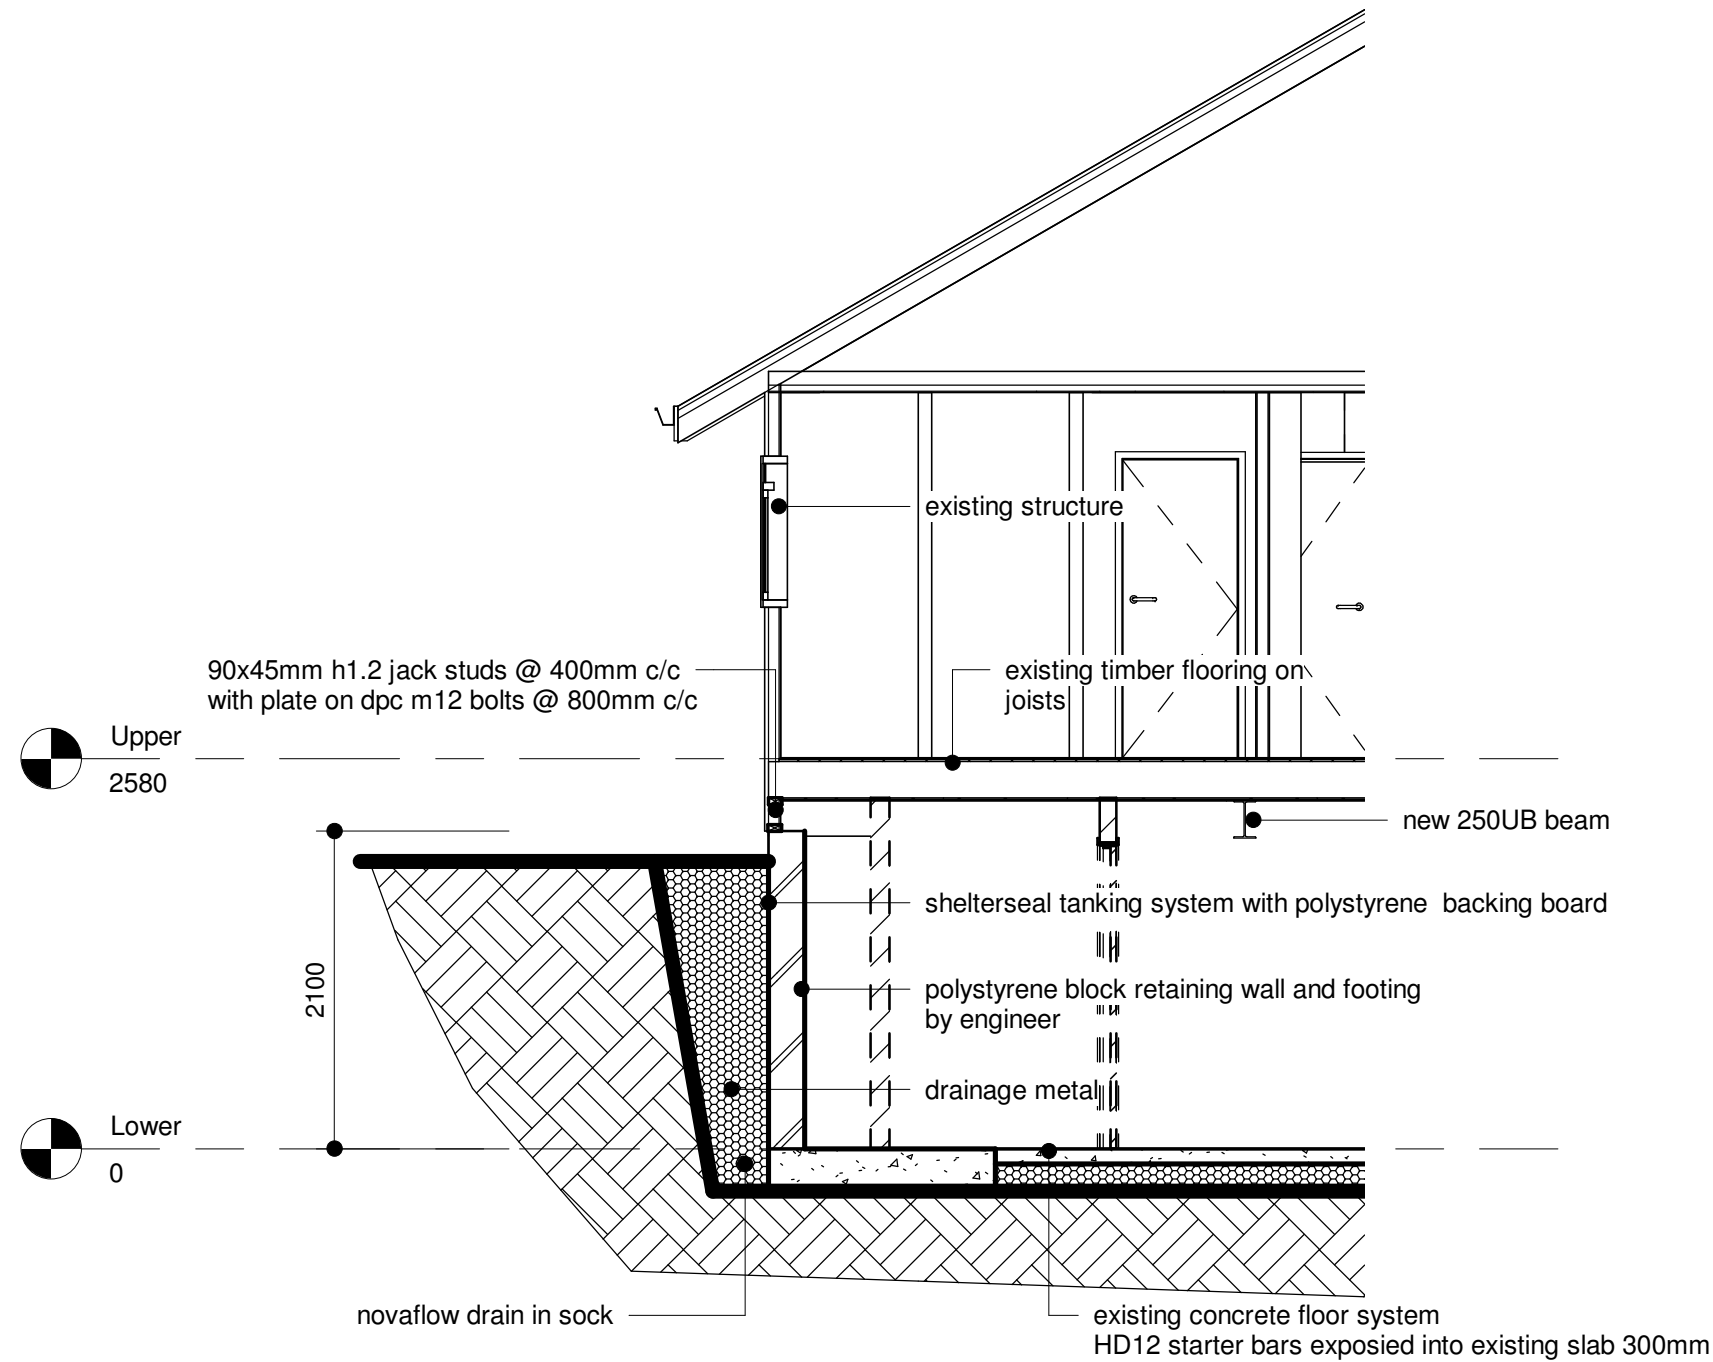 existing structure
90x45mm h1.2 jack studs @ 400mm c/c
with plate on dpc m12 bolts @ 800mm c/c
existing timber flooring on
joists
Upper
2580
new 250UB beam
shelterseal tanking system with polystyrene backing board
2100
polystyrene block retaining wall and footing
by engineer
drainage metal
Lower
0
novaflow drain in sock
existing concrete floor system
HD12 starter bars exposied into existing slab 300mm